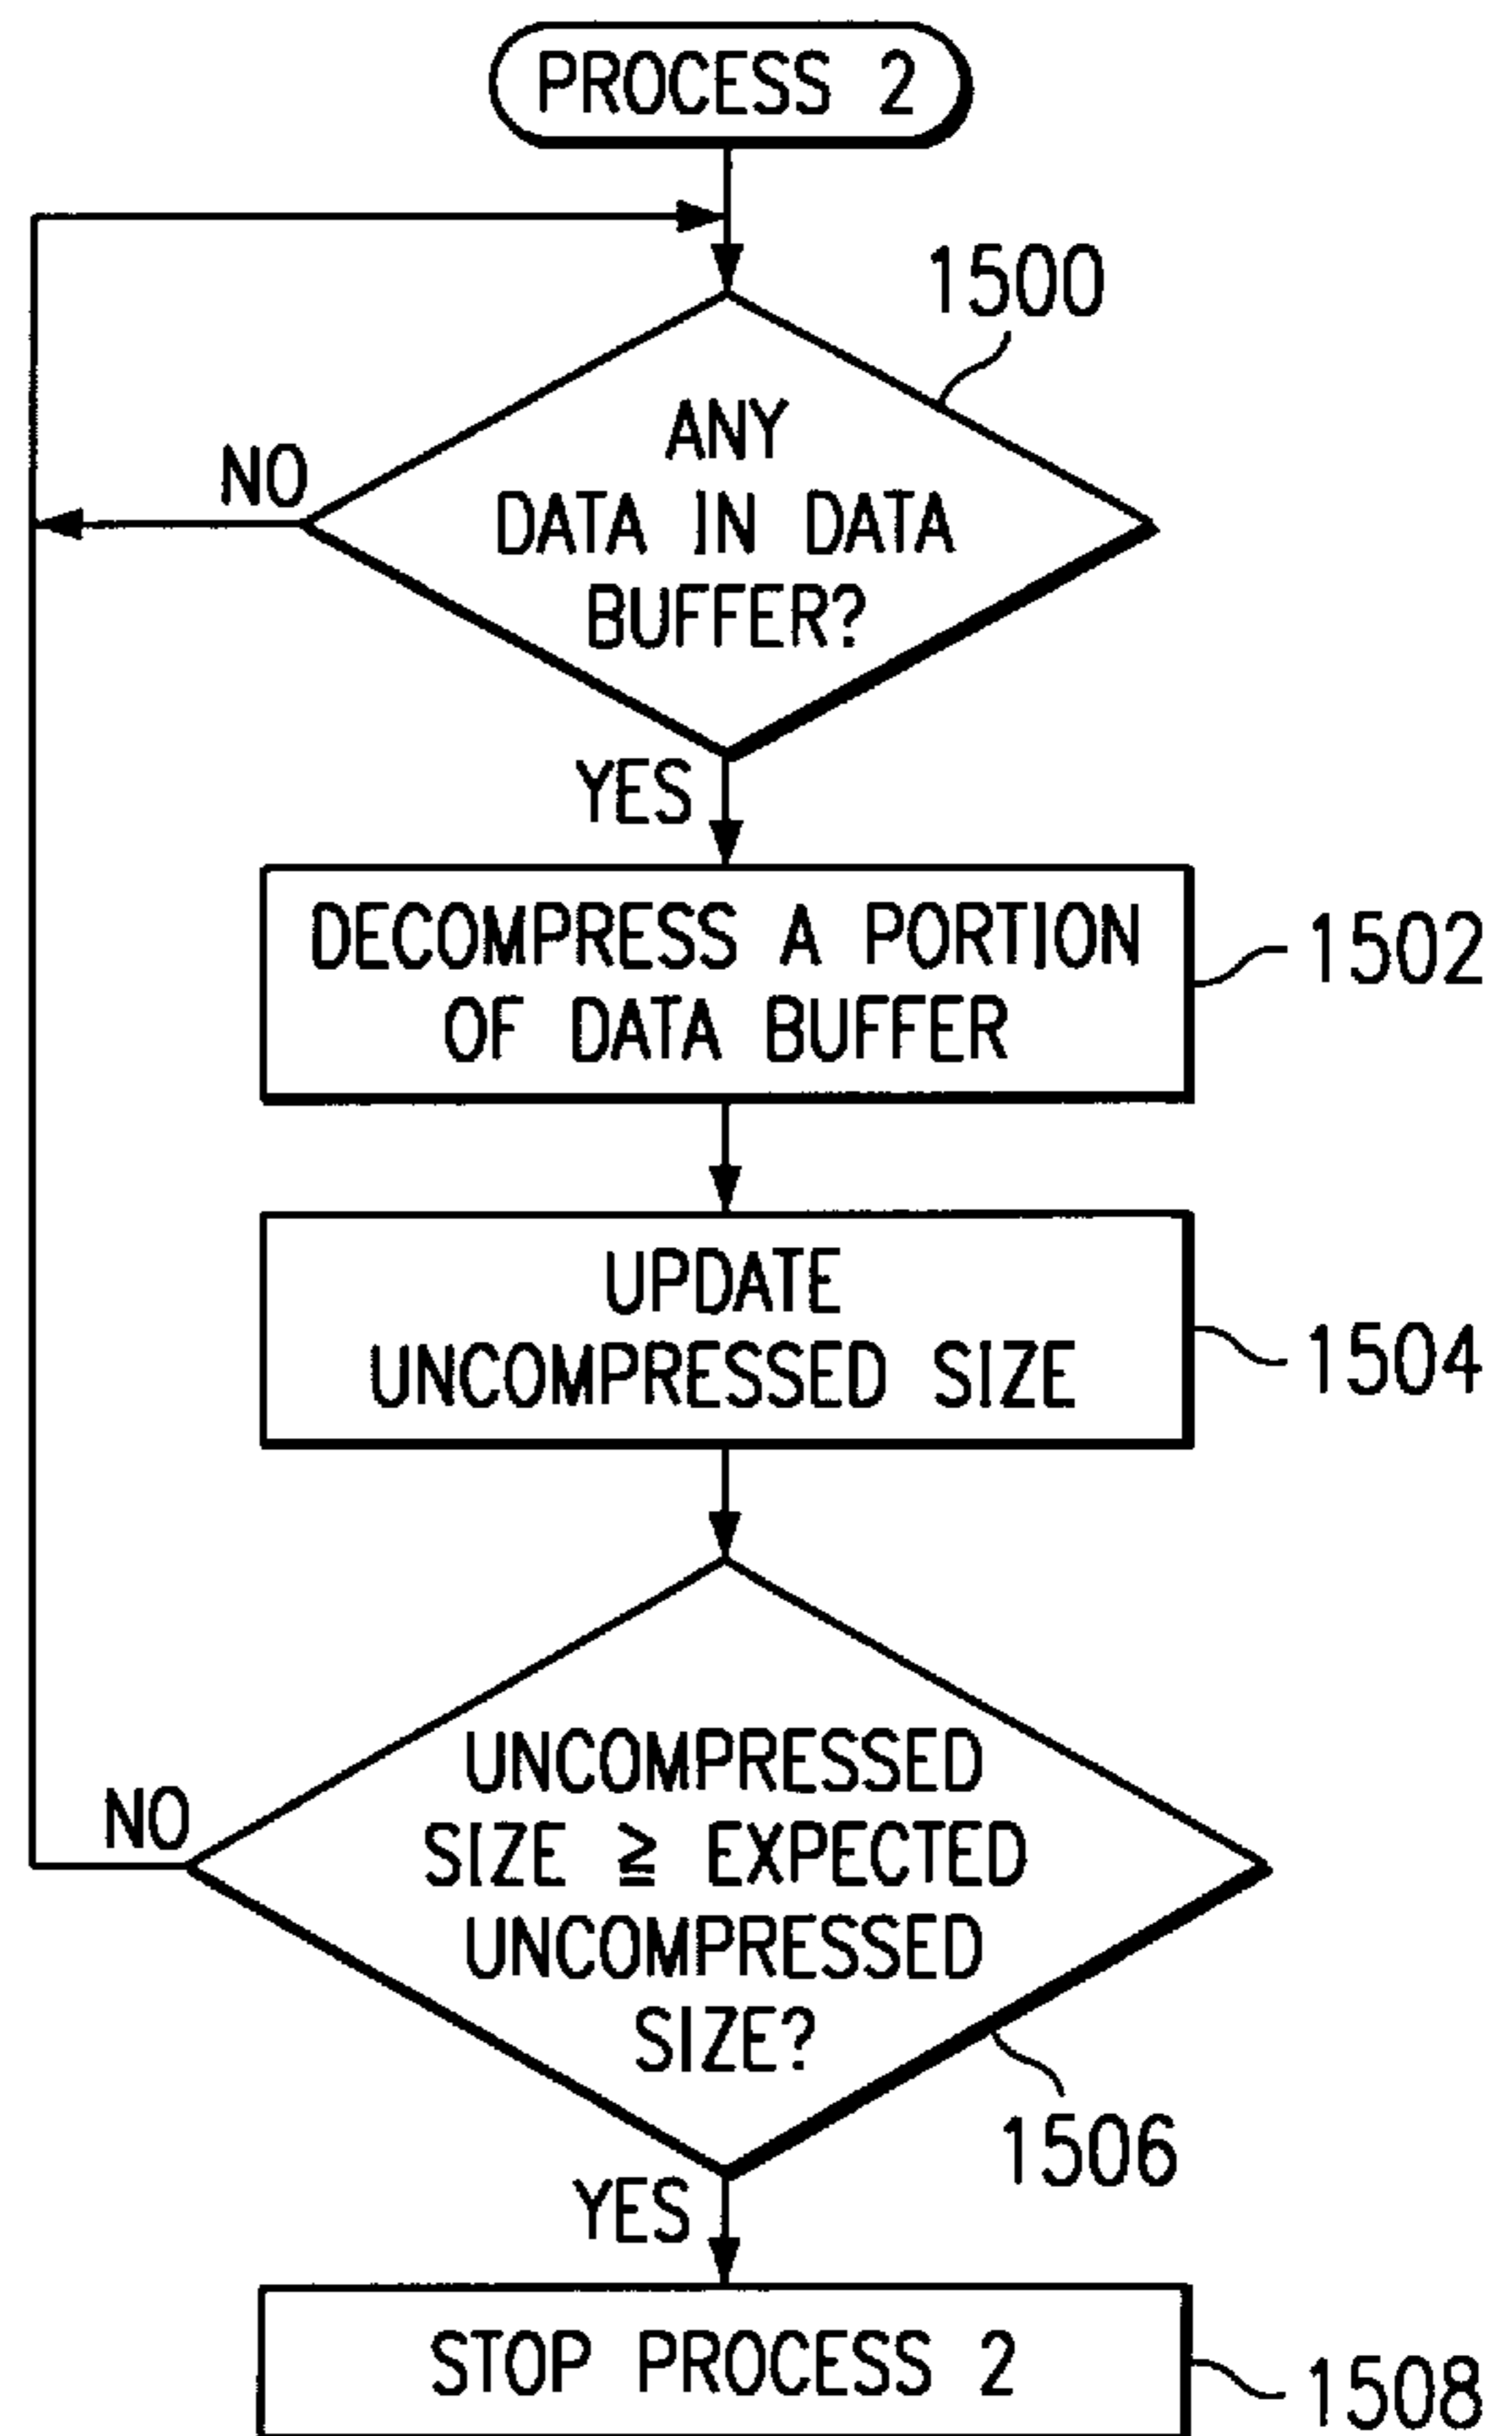 PROCESS 2
1500
ANY
DATA IN DATA
BUFFER?
NO
YES
DECOMPRESS A PORTION
OF DATA BUFFER
1502
UPDATE
UNCOMPRESSED SIZE
1504
UNCOMPRESSED
SIZE ≧ EXPECTED
UNCOMPRESSED
SIZE?
NO
1506
YES
STOP PROCESS 2
1508